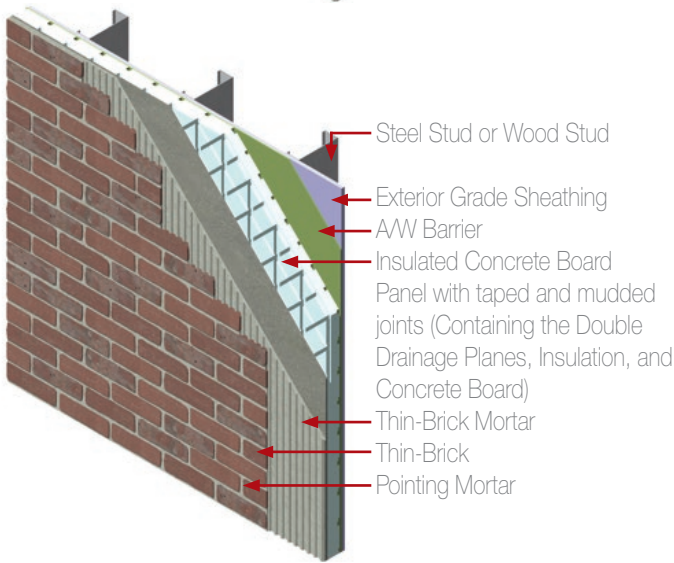 Steel Stud or Wood Stud
Exterior Grade Sheathing
A/W Barrier
Insulated Concrete Board
Panel with taped and mudded
joints (Containing the Double
Drainage Planes, Insulation, and
Concrete Board)
Thin-Brick Mortar
Thin-Brick
Pointing Mortar